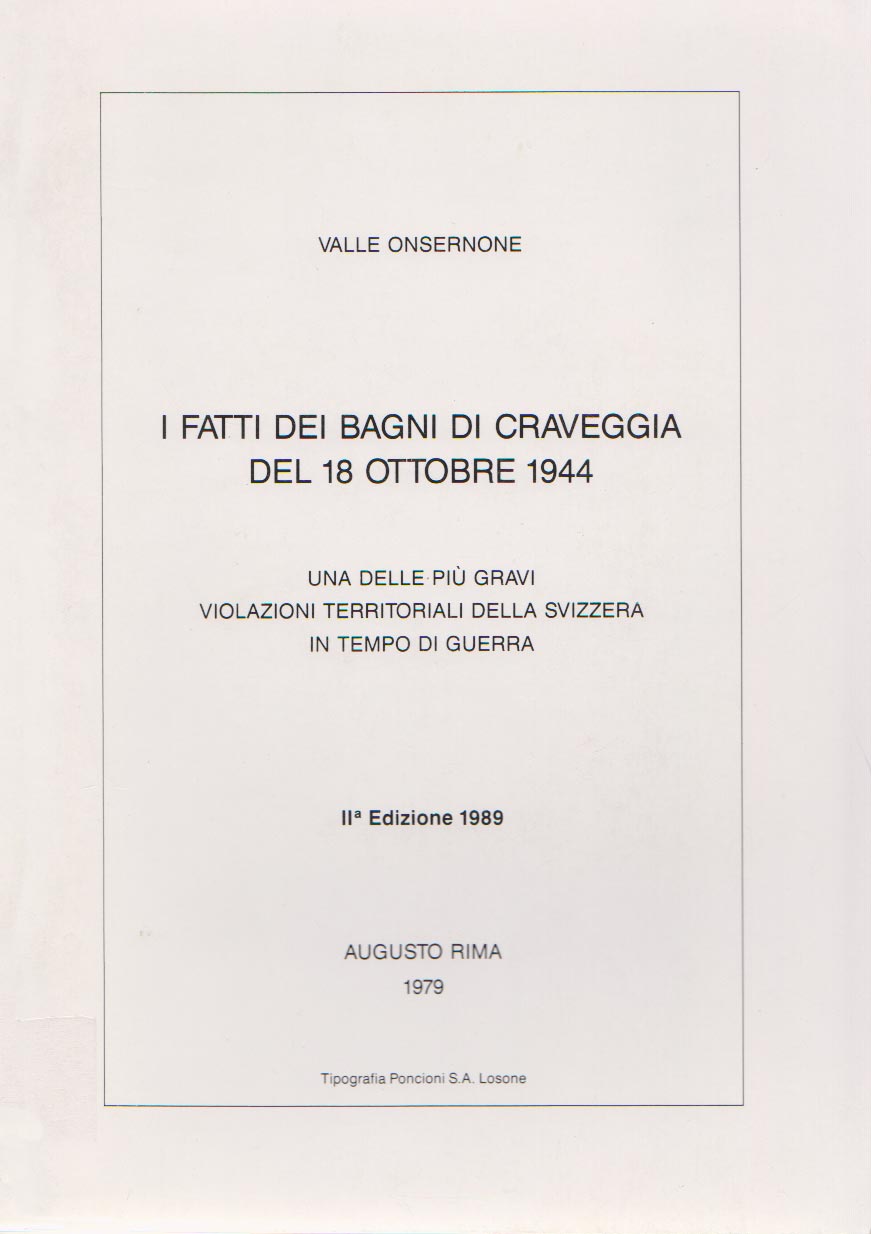 VALLE ONSERNONE
I FATTI DEI BAGNI DI CRAVEGGIA
DEL 18 OTTOBRE 1944
UNA DELLE PIÙ GRAVI
VIOLAZIONI TERRITORIALI DELLA SVIZZERA
IN TEMPO DI GUERRA
IIª Edizione 1989
AUGUSTO RIMA
1979
Tipografia Poncioni S.A. Losone